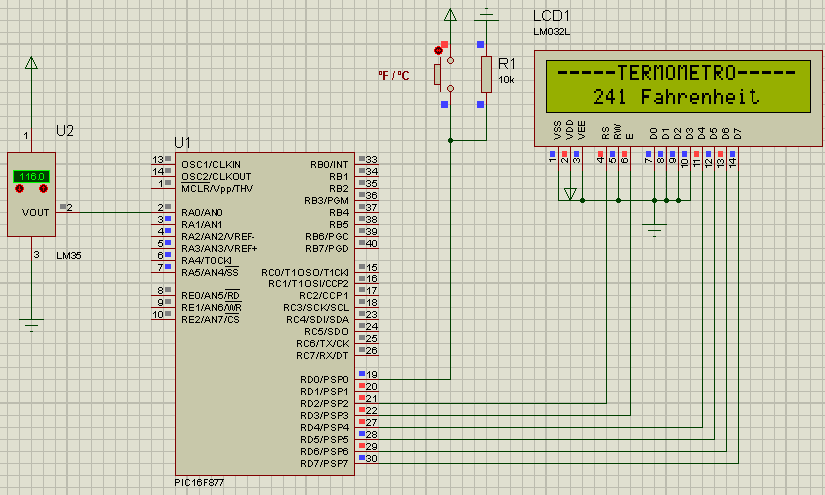 LCD1
LM032L
-----TERMOMETRO-----
241 Fahrenheit
VSS VDD VEE RS RW E D0 D1 D2 D3 D4 D5 D6 D7
1 2 3 4 5 6 7 8 9 10 11 12 13 14
°F / °C
R1
10k
U2
1
116.0
VOUT
2
3
LM35
U1
13 OSC1/CLKIN RB0/INT 33
14 OSC2/CLKOUT RB1 34
1 MCLR/Vpp/THV RB2 35
RB3/PGM 36
2 RA0/AN0 RB4 37
3 RA1/AN1 RB5 38
4 RA2/AN2/VREF- RB6/PGC 39
5 RA3/AN3/VREF+ RB7/PGD 40
6 RA4/T0CKI
7 RA5/AN4/SS RC0/T1OSO/T1CKI 15
RC1/T1OSI/CCP2 16
8 RE0/AN5/RD RC2/CCP1 17
9 RE1/AN6/WR RC3/SCK/SCL 18
10 RE2/AN7/CS RC4/SDI/SDA 23
RC5/SDO 24
RC6/TX/CK 25
RC7/RX/DT 26
RD0/PSP0 19
RD1/PSP1 20
RD2/PSP2 21
RD3/PSP3 22
RD4/PSP4 27
RD5/PSP5 28
RD6/PSP6 29
RD7/PSP7 30
PIC16F877